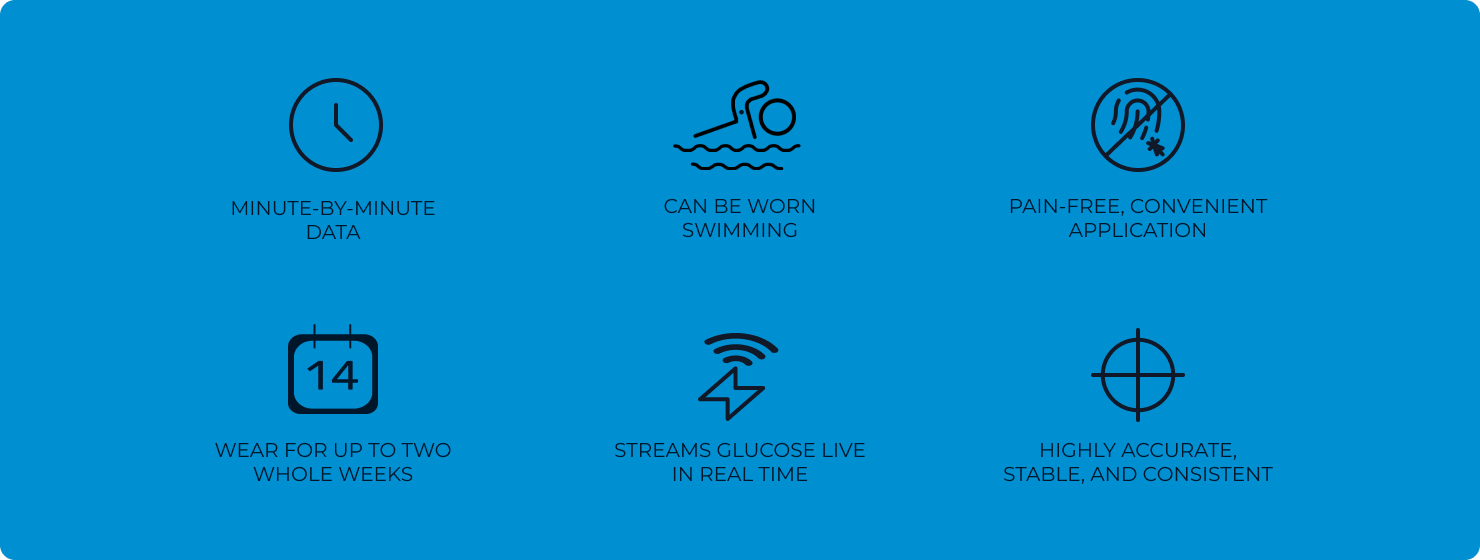 MINUTE-BY-MINUTE
DATA
CAN BE WORN
SWIMMING
PAIN-FREE, CONVENIENT
APPLICATION
14
WEAR FOR UP TO TWO
WHOLE WEEKS
STREAMS GLUCOSE LIVE
IN REAL TIME
HIGHLY ACCURATE,
STABLE, AND CONSISTENT